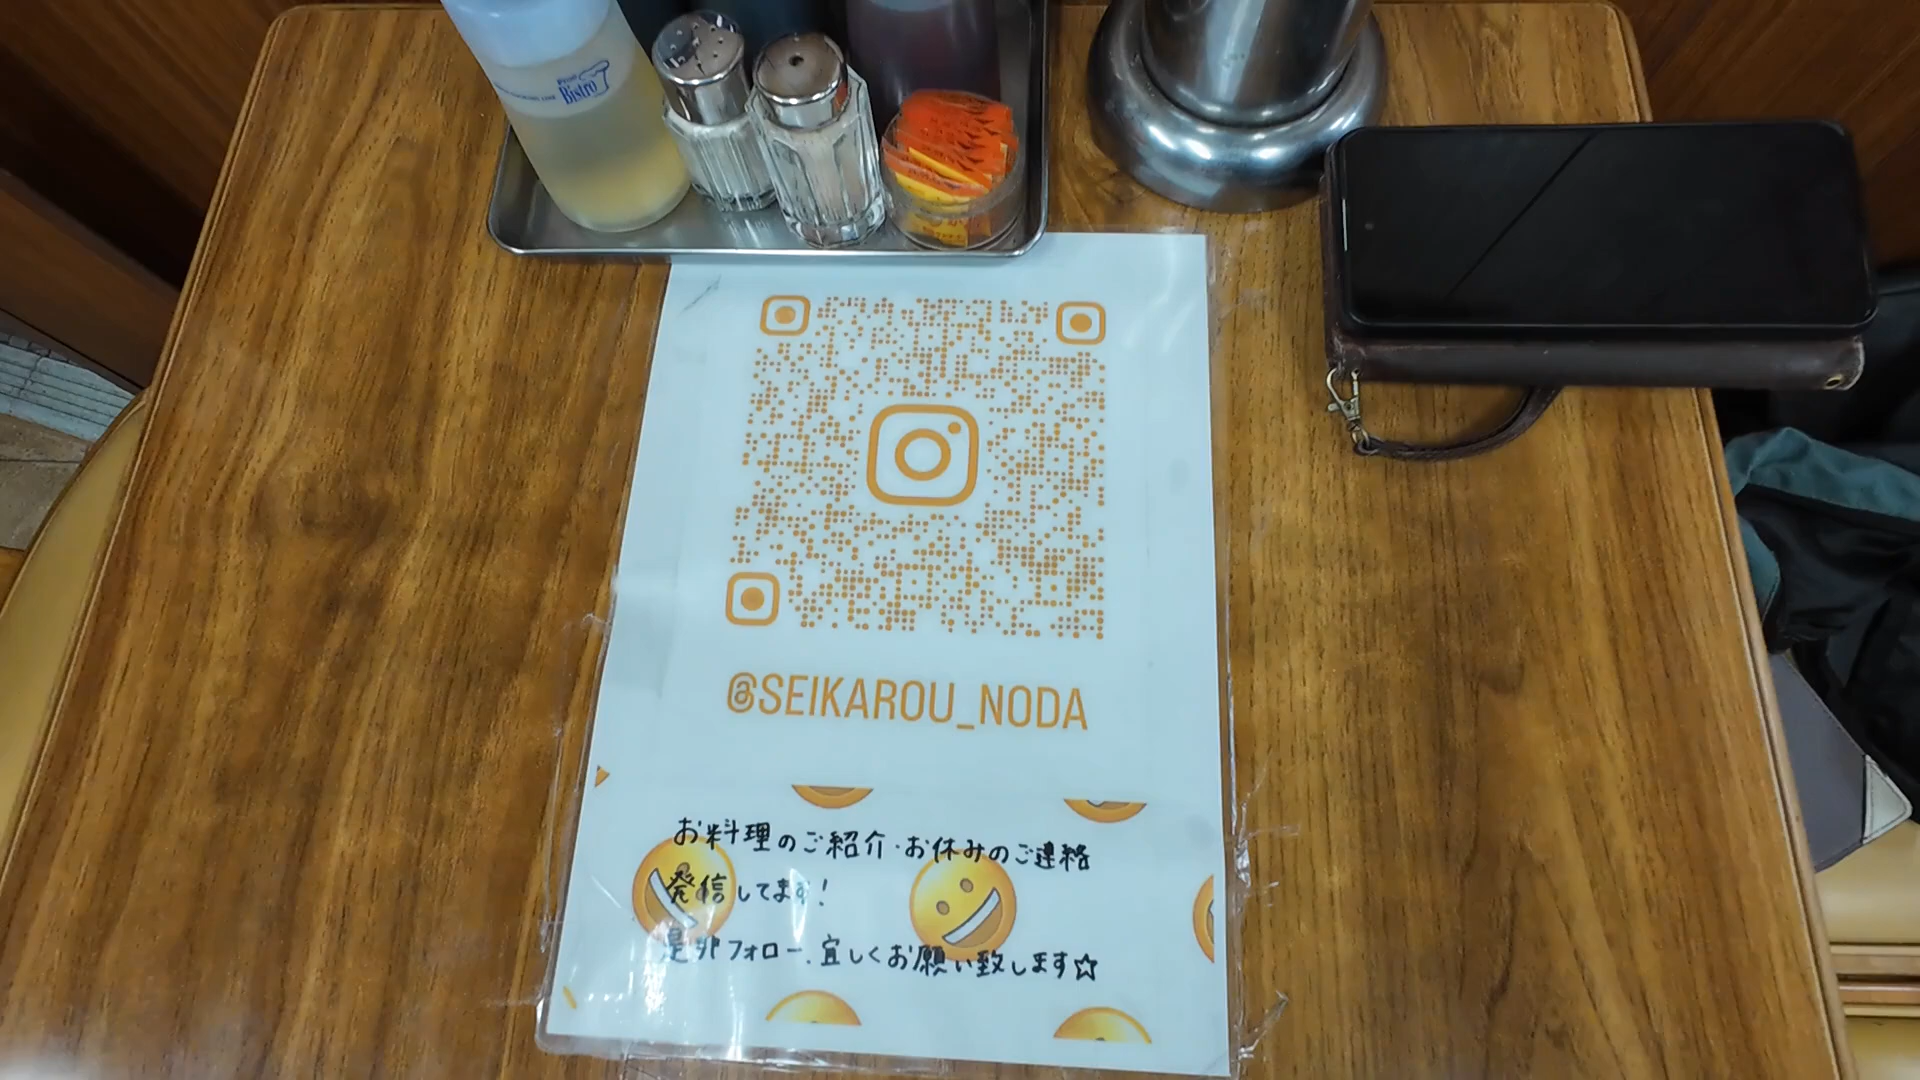 Bistro
@SEIKAROU_NODA
お料理のご紹介・お休みのご連絡
発信してます!
是非フォロー、宜しくお願い致します☆